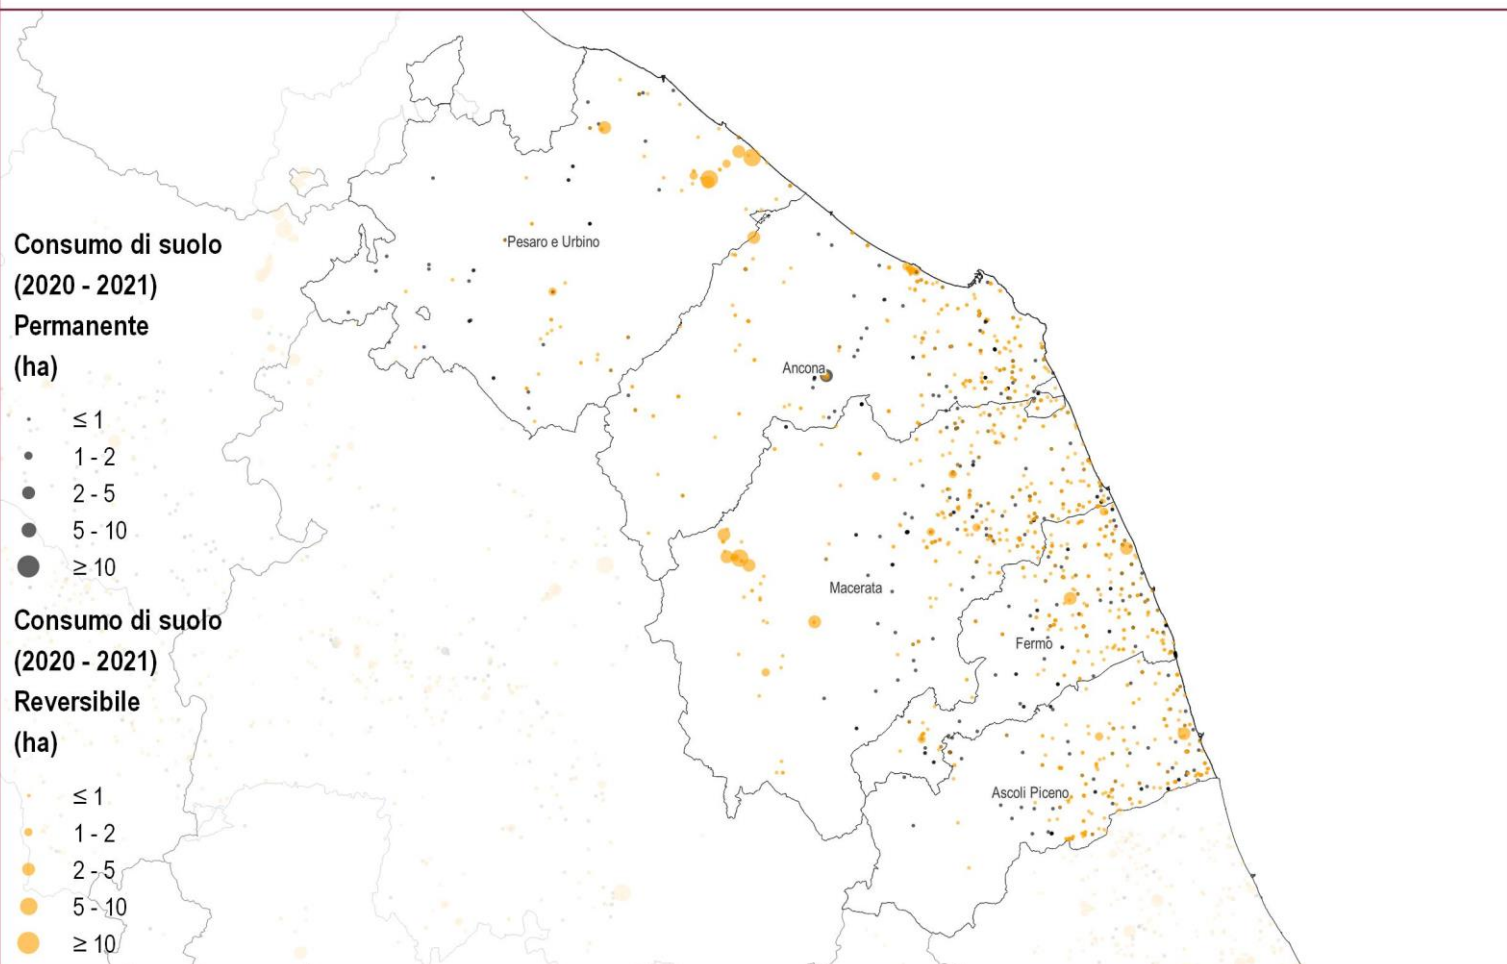 Consumo di suolo
(2020 - 2021)
Permanente
(ha)
≤ 1
1 - 2
2 - 5
5 - 10
≥ 10
Consumo di suolo
(2020 - 2021)
Reversibile
(ha)
≤ 1
1 - 2
2 - 5
5 - 10
≥ 10
Pesaro e Urbino
Ancona
Macerata
Fermo
Ascoli Piceno